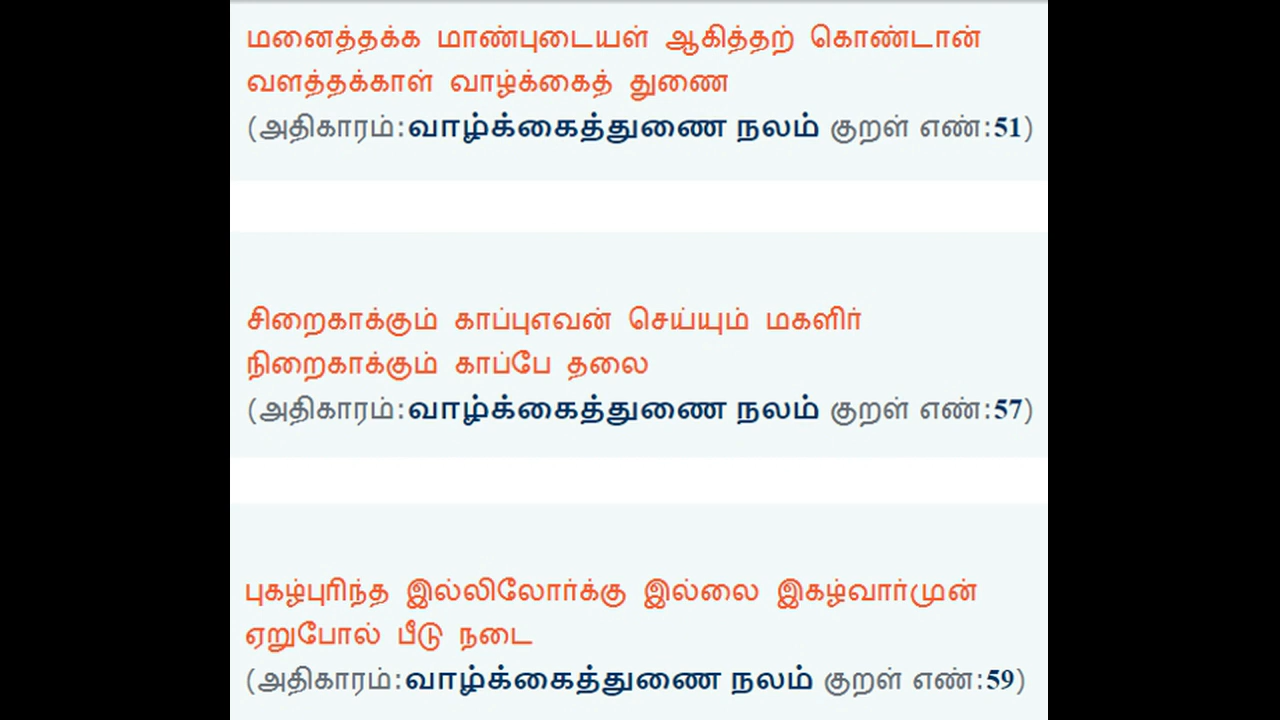 மனைத்தக்க மாண்புடையள் ஆகித்தற் கொண்டான்
வளத்தக்காள் வாழ்க்கைத் துணை
(அதிகாரம்:வாழ்க்கைத்துணை நலம் குறள் எண்:51)
சிறைகாக்கும் காப்புஎவன் செய்யும் மகளிர்
நிறைகாக்கும் காப்பே தலை
(அதிகாரம்:வாழ்க்கைத்துணை நலம் குறள் எண்:57)
புகழ்புரிந்த இல்லிலோர்க்கு இல்லை இகழ்வார்முன்
ஏறுபோல் பீடு நடை
(அதிகாரம்:வாழ்க்கைத்துணை நலம் குறள் எண்:59)